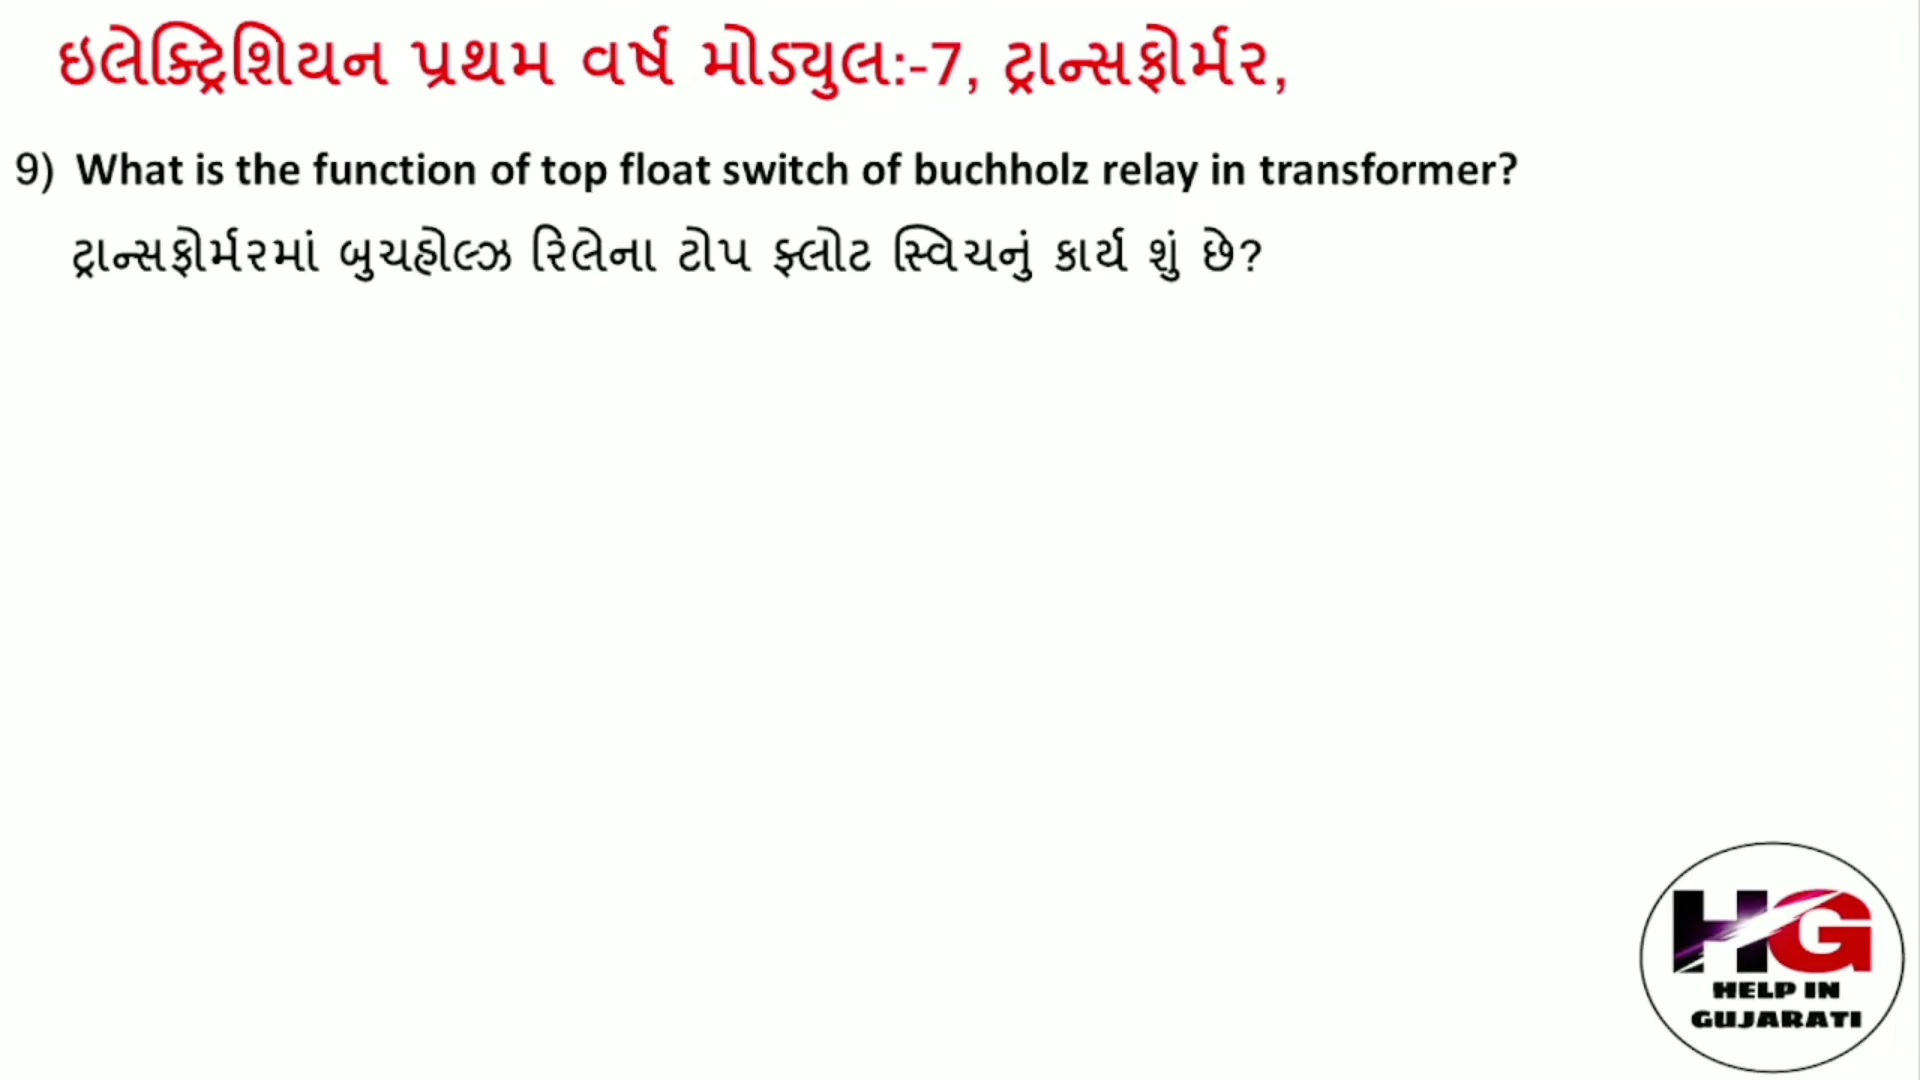 ઇલેક્ટ્રિશિયન પ્રથમ વર્ષ મોડ્યુલ:-7, ટ્રાન્સફોર્મર,
9) What is the function of top float switch of buchholz relay in transformer?
ટ્રાન્સફોર્મરમાં બુચહોલ્ઝ રિલેના ટોપ ફ્લોટ સ્વિચનું કાર્ય શું છે?
HG
HELP IN
GUJARATI